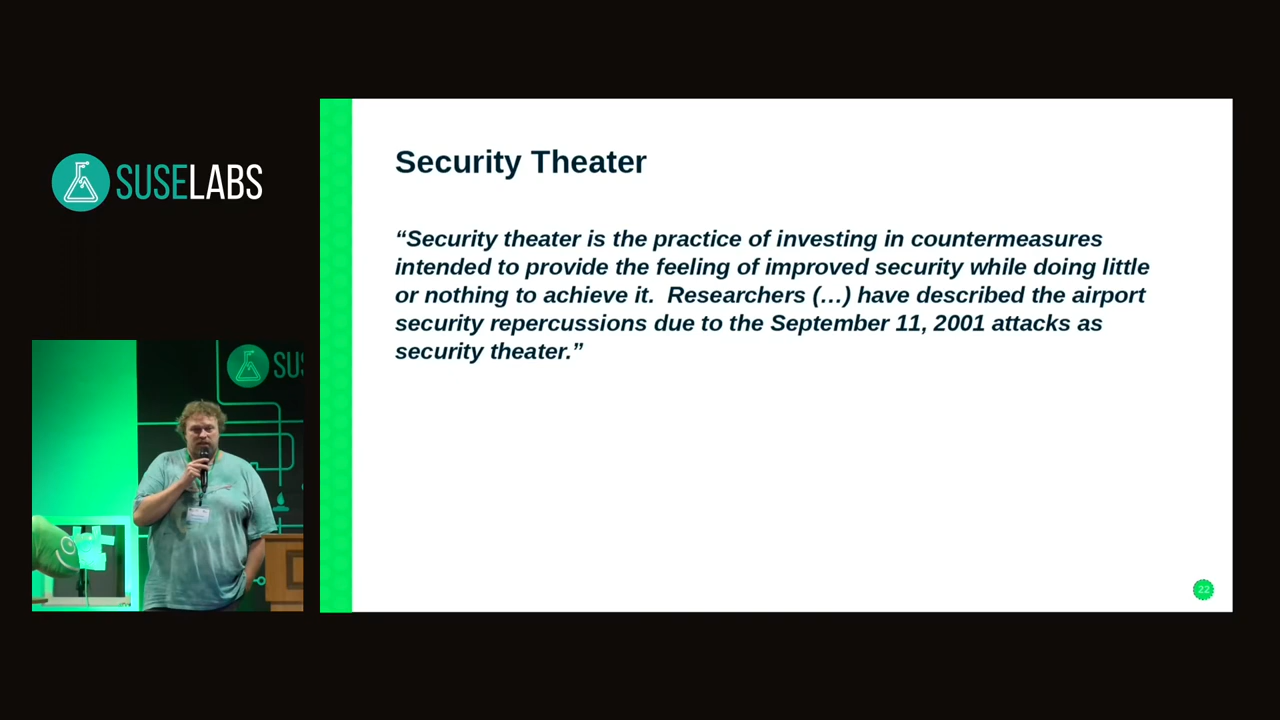 SUSELABS
Security Theater
“Security theater is the practice of investing in countermeasures
intended to provide the feeling of improved security while doing little
or nothing to achieve it.  Researchers (…) have described the airport
security repercussions due to the September 11, 2001 attacks as
security theater.”
SUS
22